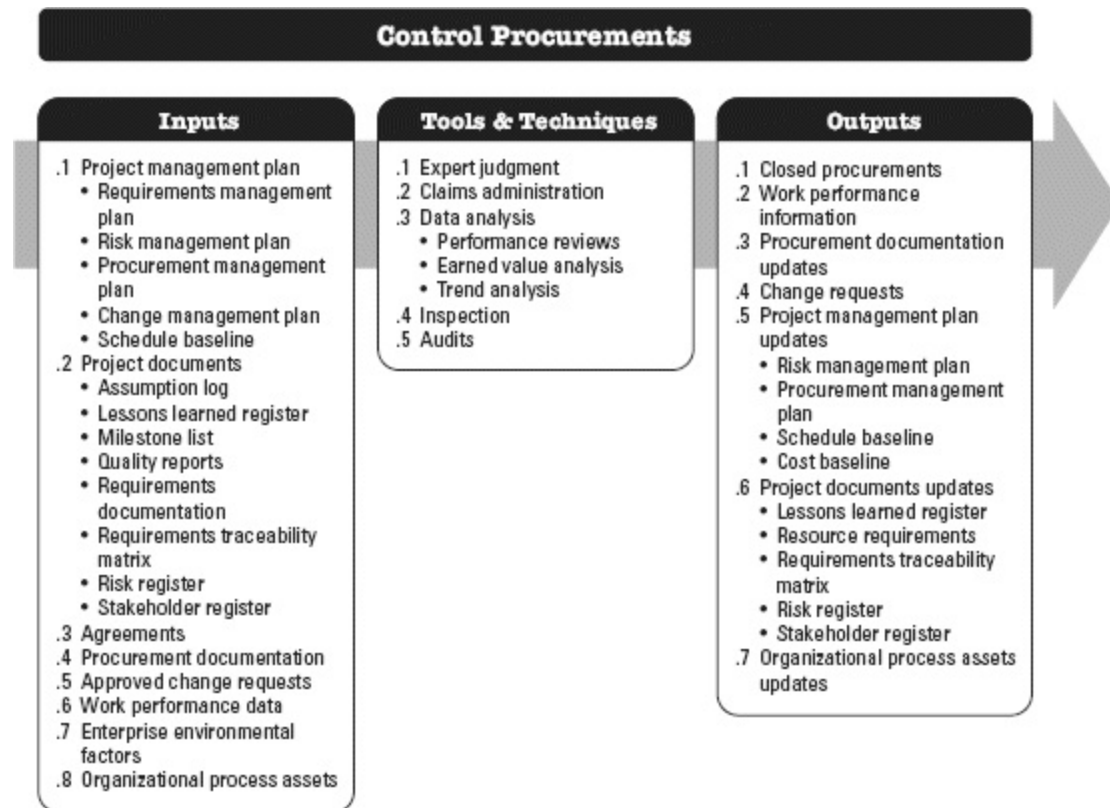 Control Procurements
Inputs
.1 Project management plan
• Requirements management
plan
• Risk management plan
• Procurement management
plan
• Change management plan
• Schedule baseline
.2 Project documents
• Assumption log
• Lessons learned register
• Milestone list
• Quality reports
• Requirements
documentation
• Requirements traceability
matrix
• Risk register
• Stakeholder register
.3 Agreements
.4 Procurement documentation
.5 Approved change requests
.6 Work performance data
.7 Enterprise environmental
factors
.8 Organizational process assets
Tools & Techniques
.1 Expert judgment
.2 Claims administration
.3 Data analysis
• Performance reviews
• Earned value analysis
• Trend analysis
.4 Inspection
.5 Audits
Outputs
.1 Closed procurements
.2 Work performance
information
.3 Procurement documentation
updates
.4 Change requests
.5 Project management plan
updates
• Risk management plan
• Procurement management
plan
• Schedule baseline
• Cost baseline
.6 Project documents updates
• Lessons learned register
• Resource requirements
• Requirements traceability
matrix
• Risk register
• Stakeholder register
.7 Organizational process assets
updates